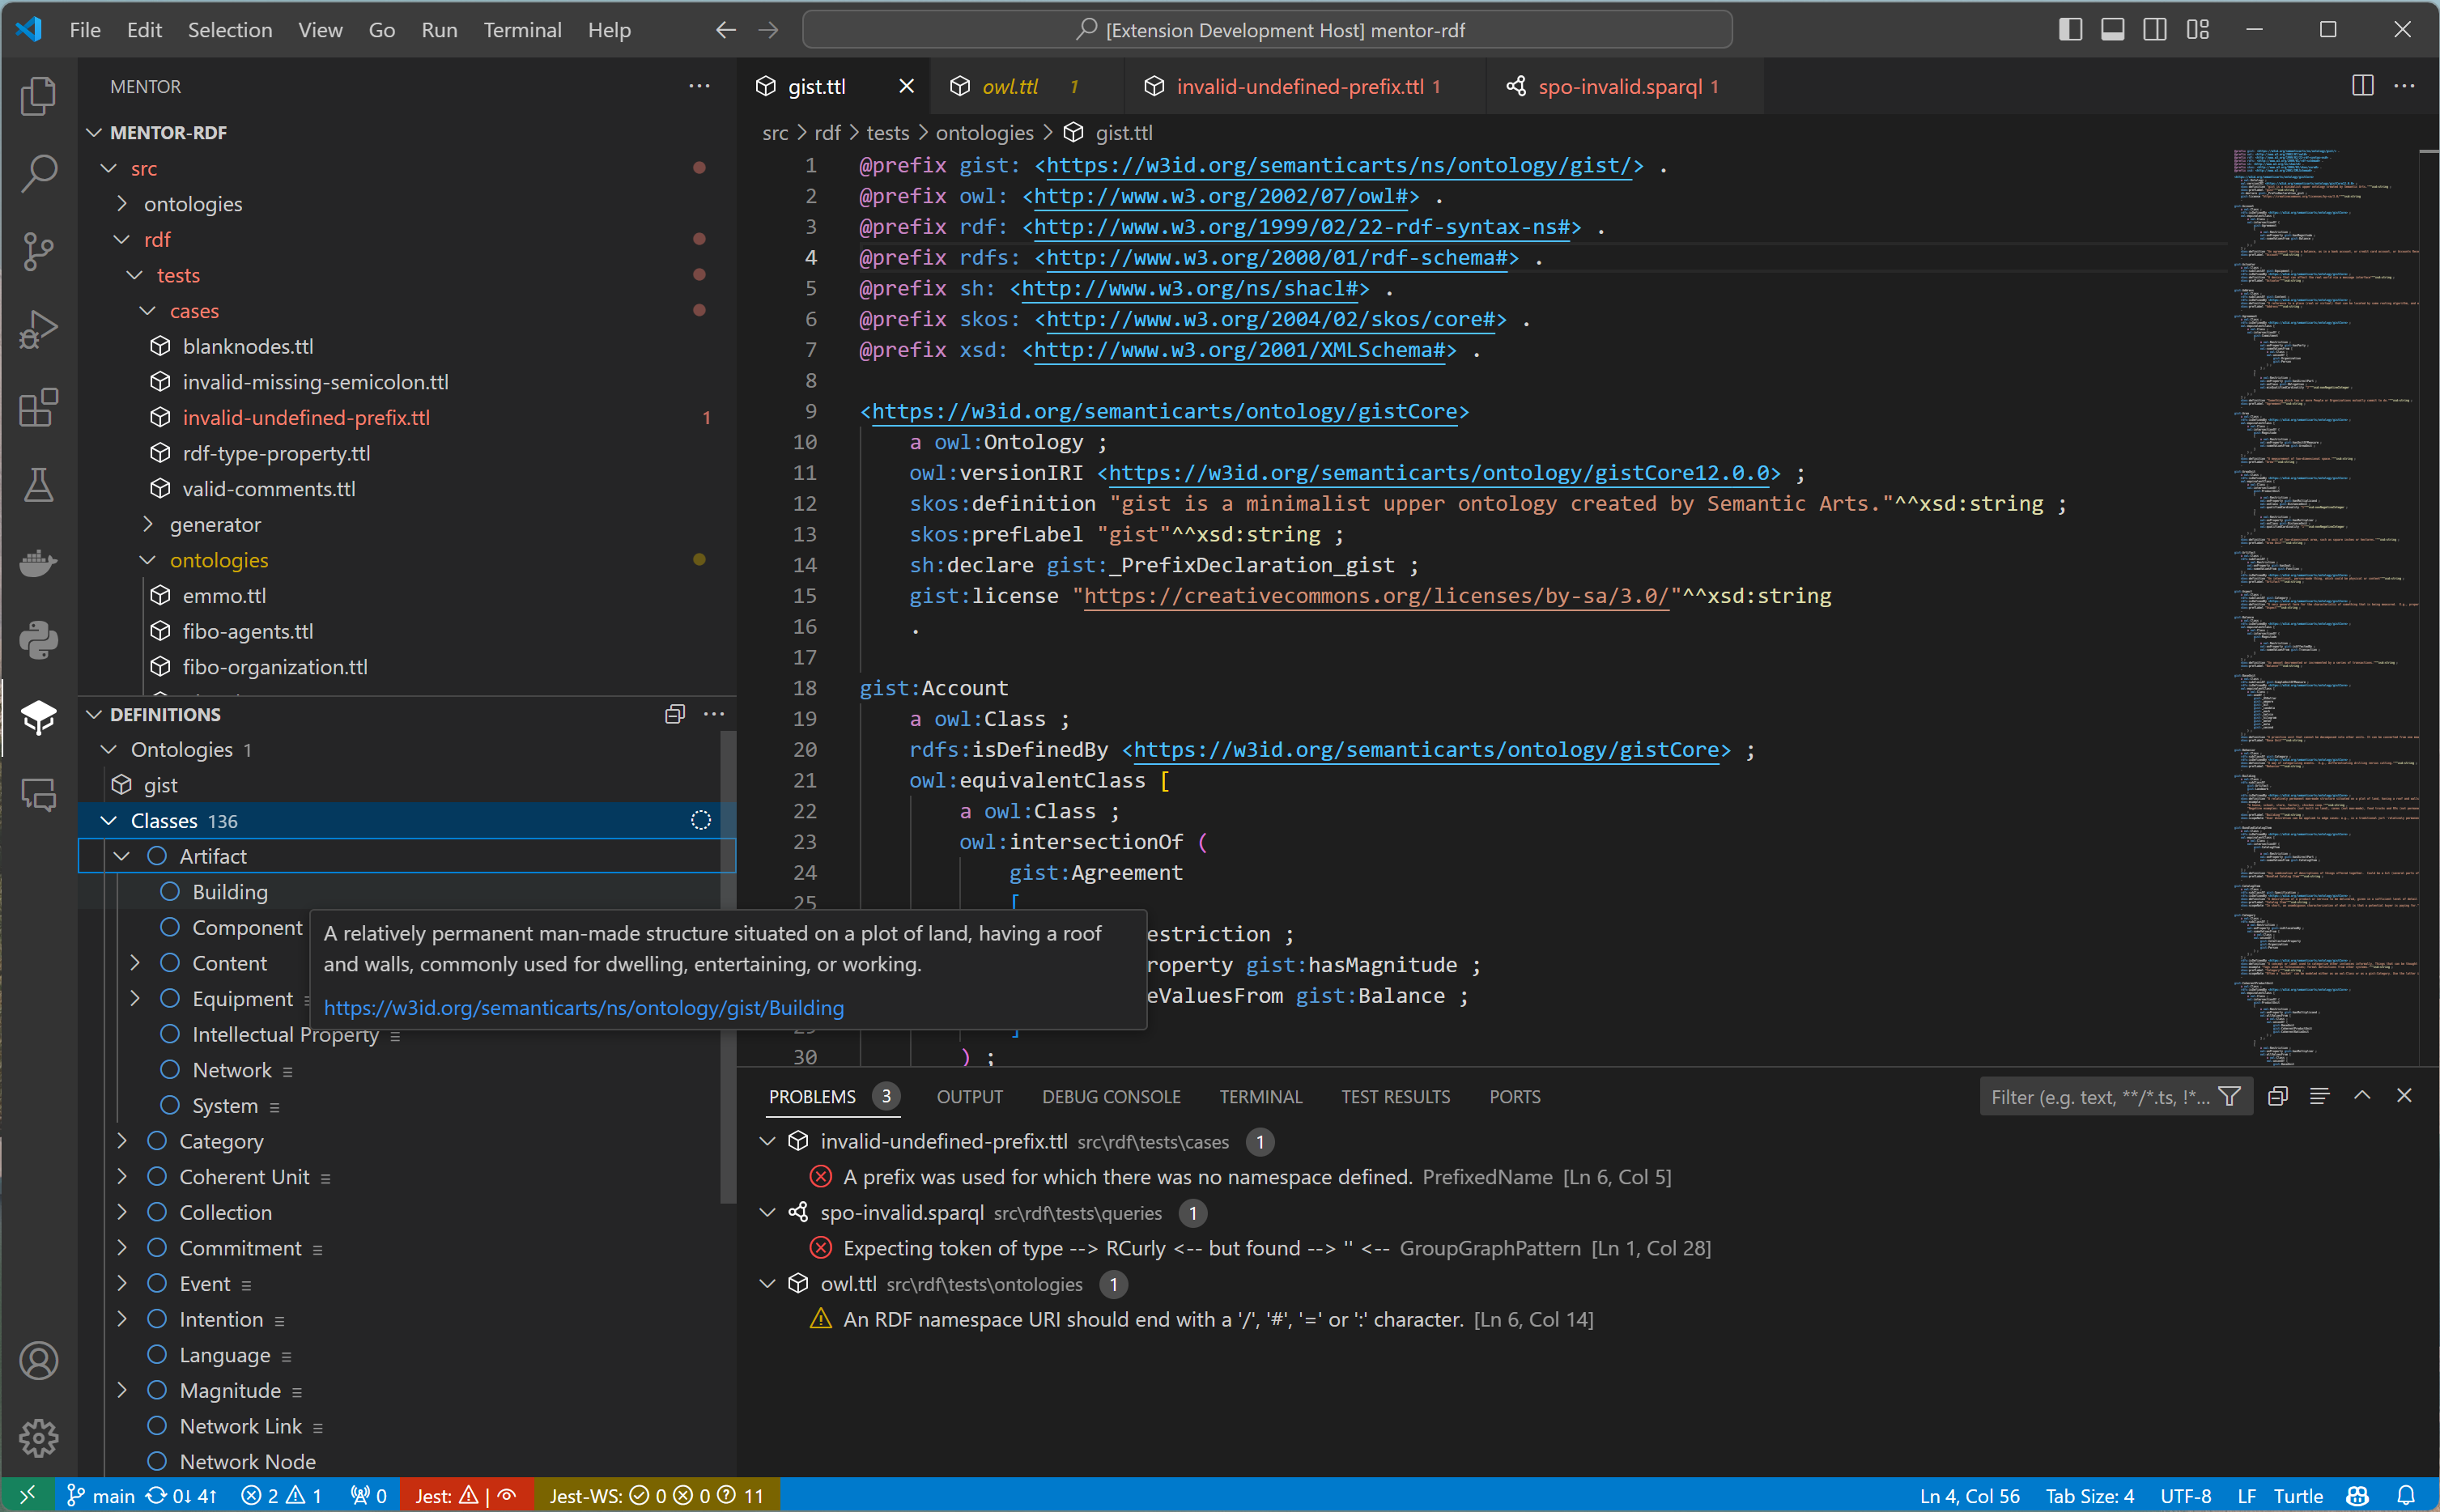 File Edit Selection View Go Run Terminal Help
[Extension Development Host] mentor-rdf
MENTOR
MENTOR-RDF
src
ontologies
rdf
tests
cases
blanknodes.ttl
invalid-missing-semicolon.ttl
invalid-undefined-prefix.ttl 1
rdf-type-property.ttl
valid-comments.ttl
generator
ontologies
emmo.ttl
fibo-agents.ttl
fibo-organization.ttl
DEFINITIONS
Ontologies 1
gist
Classes 136
Artifact
Building
Component
Content
Equipment
Intellectual Property
Network
System
Category
Coherent Unit
Collection
Commitment
Event
Intention
Language
Magnitude
Network Link
Network Node
A relatively permanent man-made structure situated on a plot of land, having a roof
and walls, commonly used for dwelling, entertaining, or working.
https://w3id.org/semanticarts/ns/ontology/gist/Building
gist.ttl owl.ttl 1 invalid-undefined-prefix.ttl 1 spo-invalid.sparql 1
src > rdf > tests > ontologies > gist.ttl
1 @prefix gist: <https://w3id.org/semanticarts/ns/ontology/gist/> .
2 @prefix owl: <http://www.w3.org/2002/07/owl#> .
3 @prefix rdf: <http://www.w3.org/1999/02/22-rdf-syntax-ns#> .
4 @prefix rdfs: <http://www.w3.org/2000/01/rdf-schema#> .
5 @prefix sh: <http://www.w3.org/ns/shacl#> .
6 @prefix skos: <http://www.w3.org/2004/02/skos/core#> .
7 @prefix xsd: <http://www.w3.org/2001/XMLSchema#> .
8
9 <https://w3id.org/semanticarts/ontology/gistCore>
10 a owl:Ontology ;
11 owl:versionIRI <https://w3id.org/semanticarts/ontology/gistCore12.0.0> ;
12 skos:definition "gist is a minimalist upper ontology created by Semantic Arts."^^xsd:string ;
13 skos:prefLabel "gist"^^xsd:string ;
14 sh:declare gist:_PrefixDeclaration_gist ;
15 gist:license "https://creativecommons.org/licenses/by-sa/3.0/"^^xsd:string
16 .
17
18 gist:Account
19 a owl:Class ;
20 rdfs:isDefinedBy <https://w3id.org/semanticarts/ontology/gistCore> ;
21 owl:equivalentClass [
22 a owl:Class ;
23 owl:intersectionOf (
24 gist:Agreement
25 [
estriction ;
roperty gist:hasMagnitude ;
eValuesFrom gist:Balance ;
]
30 ) ;
PROBLEMS 3 OUTPUT DEBUG CONSOLE TERMINAL TEST RESULTS PORTS
Filter (e.g. text, **/*.ts, !*...
invalid-undefined-prefix.ttl src\rdf\tests\cases 1
A prefix was used for which there was no namespace defined. PrefixedName [Ln 6, Col 5]
spo-invalid.sparql src\rdf\tests\queries 1
Expecting token of type --> RCurly <-- but found --> '' <-- GroupGraphPattern [Ln 1, Col 28]
owl.ttl src\rdf\tests\ontologies 1
An RDF namespace URI should end with a '/', '#', '=' or ':' character. [Ln 6, Col 14]
main 0↓ 4↑ 2 1 0 Jest: | Jest-WS: 0 0 11 Ln 4, Col 56 Tab Size: 4 UTF-8 LF Turtle